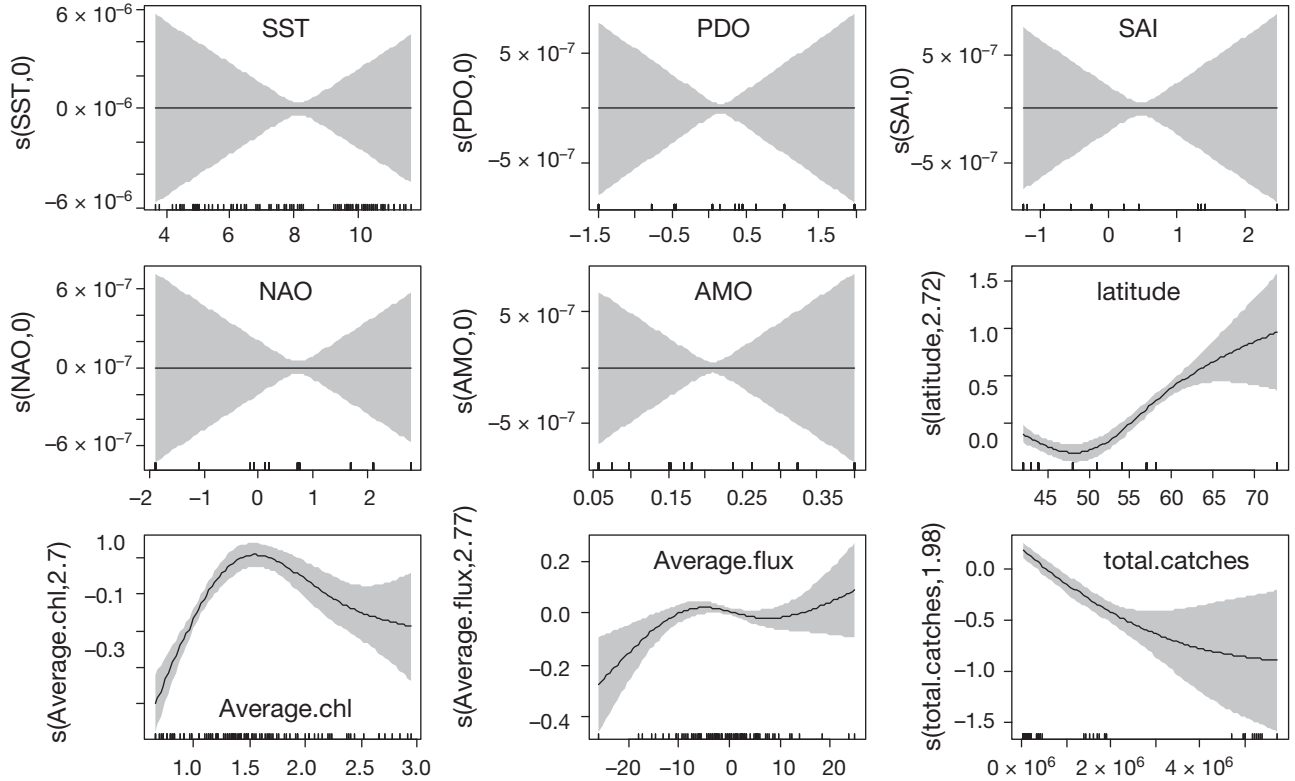 SST
s(SST,0)
6 × 10⁻⁶
0 × 10⁻⁶
−6 × 10⁻⁶
4 6 8 10
PDO
s(PDO,0)
5 × 10⁻⁷
−5 × 10⁻⁷
−1.5 −0.5 0.5 1.5
SAI
s(SAI,0)
5 × 10⁻⁷
−5 × 10⁻⁷
−1 0 1 2
NAO
s(NAO,0)
6 × 10⁻⁷
0 × 10⁻⁷
−6 × 10⁻⁷
−2 −1 0 1 2
AMO
s(AMO,0)
5 × 10⁻⁷
−5 × 10⁻⁷
0.05 0.15 0.25 0.35
latitude
s(latitude,2.72)
1.5
1.0
0.5
0.0
45 50 55 60 65 70
Average.chl
s(Average.chl,2.7)
1.0
−0.1
−0.3
1.0 1.5 2.0 2.5 3.0
Average.flux
s(Average.flux,2.77)
0.2
0.0
−0.2
−0.4
−20 −10 0 10 20
total.catches
s(total.catches,1.98)
0.0
−0.5
−1.0
−1.5
0 × 10⁶ 2 × 10⁶ 4 × 10⁶